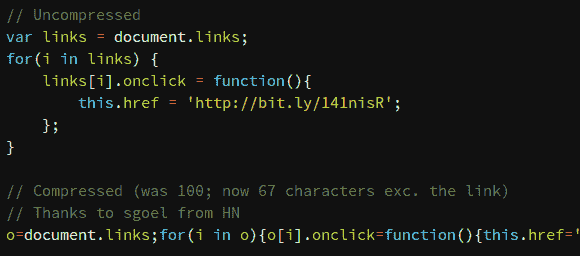 // Uncompressed
var links = document.links;
for(i in links) {
    links[i].onclick = function(){
        this.href = 'http://bit.ly/141nisR';
    };
}

// Compressed (was 100; now 67 characters exc. the link)
// Thanks to sgoel from HN
o=document.links;for(i in o){o[i].onclick=function(){this.href='